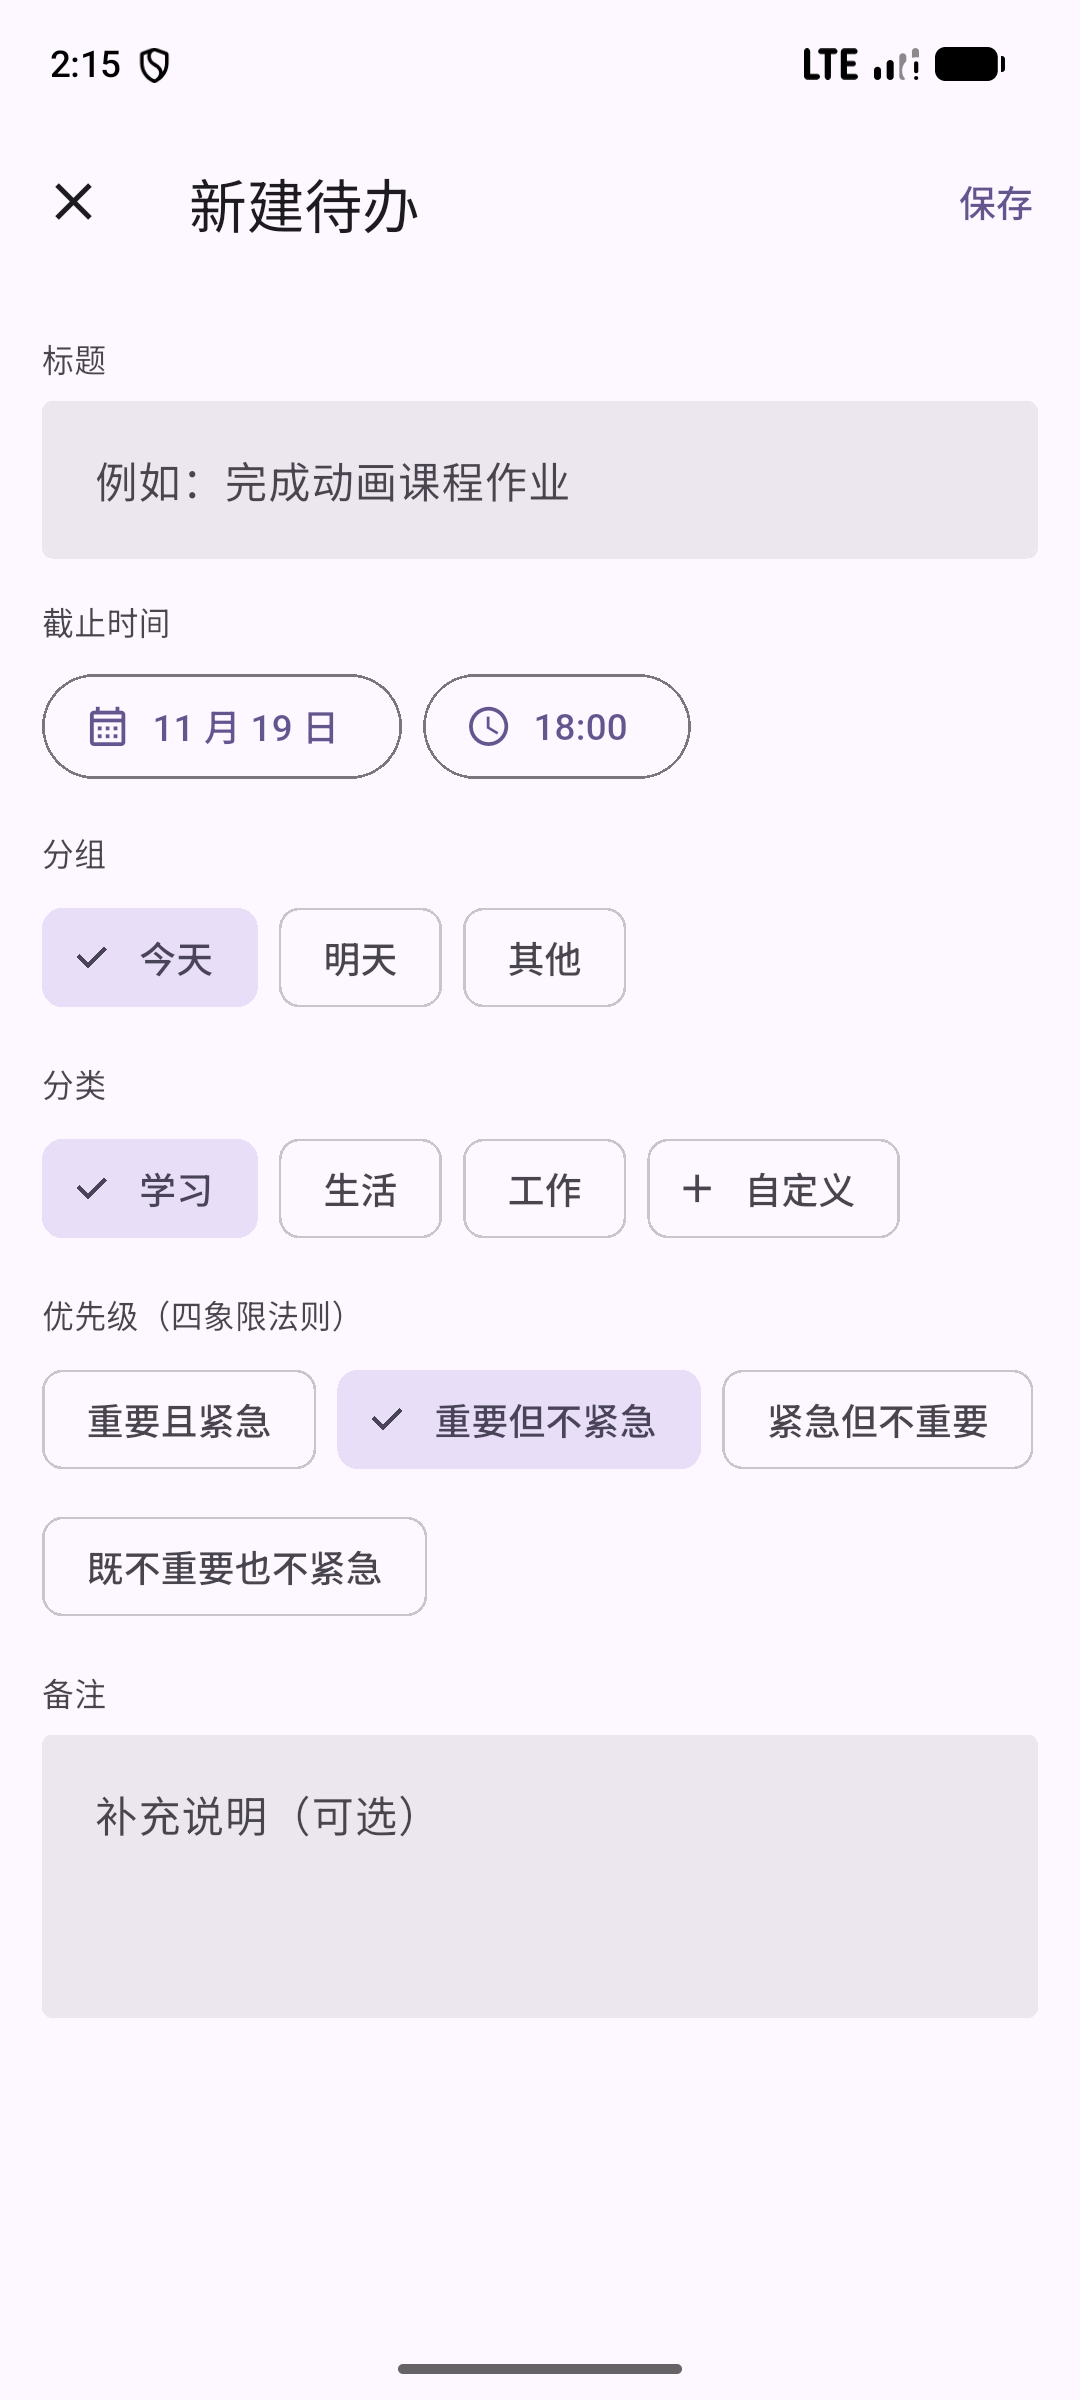 2:15 LTE
新建待办 保存
标题
例如：完成动画课程作业
截止时间
11 月 19 日 18:00
分组
今天 明天 其他
分类
学习 生活 工作 自定义
优先级（四象限法则）
重要且紧急 重要但不紧急 紧急但不重要
既不重要也不紧急
备注
补充说明（可选）